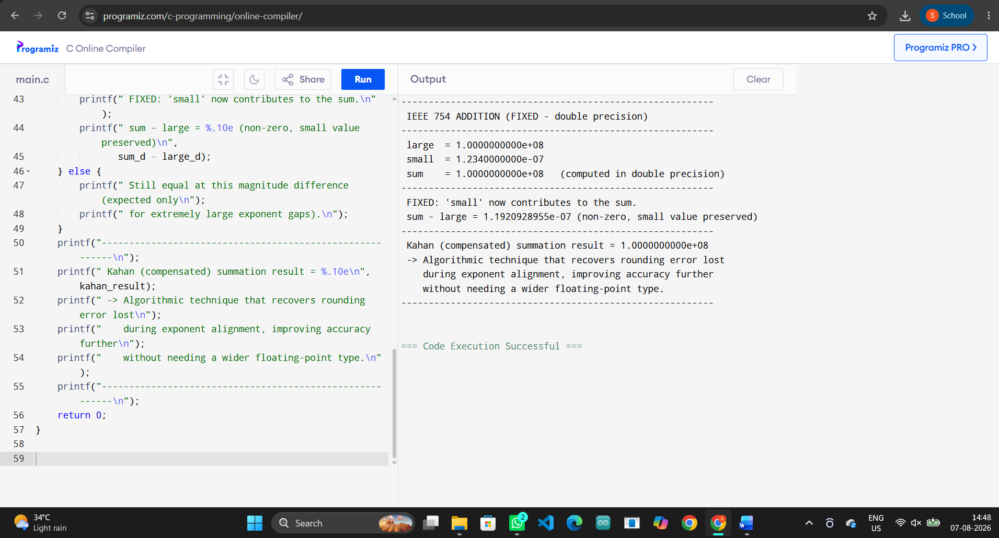 programiz.com/c-programming/online-compiler/
S School
Programiz C Online Compiler
Programiz PRO
main.c
Share
Run
Output
Clear
43 printf(" FIXED: 'small' now contributes to the sum.\n"
);
44 printf(" sum - large = %.10e (non-zero, small value
preserved)\n",
45 sum_d - large_d);
46 } else {
47 printf(" Still equal at this magnitude difference
(expected only\n");
48 printf(" for extremely large exponent gaps).\n");
49 }
50 printf("---------------------------------------------------
------\n");
51 printf(" Kahan (compensated) summation result = %.10e\n",
kahan_result);
52 printf(" -> Algorithmic technique that recovers rounding
error lost\n");
53 printf("    during exponent alignment, improving accuracy
further\n");
54 printf("    without needing a wider floating-point type.\n"
);
55 printf("---------------------------------------------------
------\n");
56 return 0;
57 }
58
59
---------------------------------------------------------
IEEE 754 ADDITION (FIXED - double precision)
---------------------------------------------------------
large  = 1.0000000000e+08
small  = 1.2340000000e-07
sum    = 1.0000000000e+08   (computed in double precision)
---------------------------------------------------------
FIXED: 'small' now contributes to the sum.
sum - large = 1.1920928955e-07 (non-zero, small value preserved)
---------------------------------------------------------
Kahan (compensated) summation result = 1.0000000000e+08
-> Algorithmic technique that recovers rounding error lost
during exponent alignment, improving accuracy further
without needing a wider floating-point type.
---------------------------------------------------------
=== Code Execution Successful ===
34°C
Light rain
Search
2
ENG
US
14:48
07-08-2026